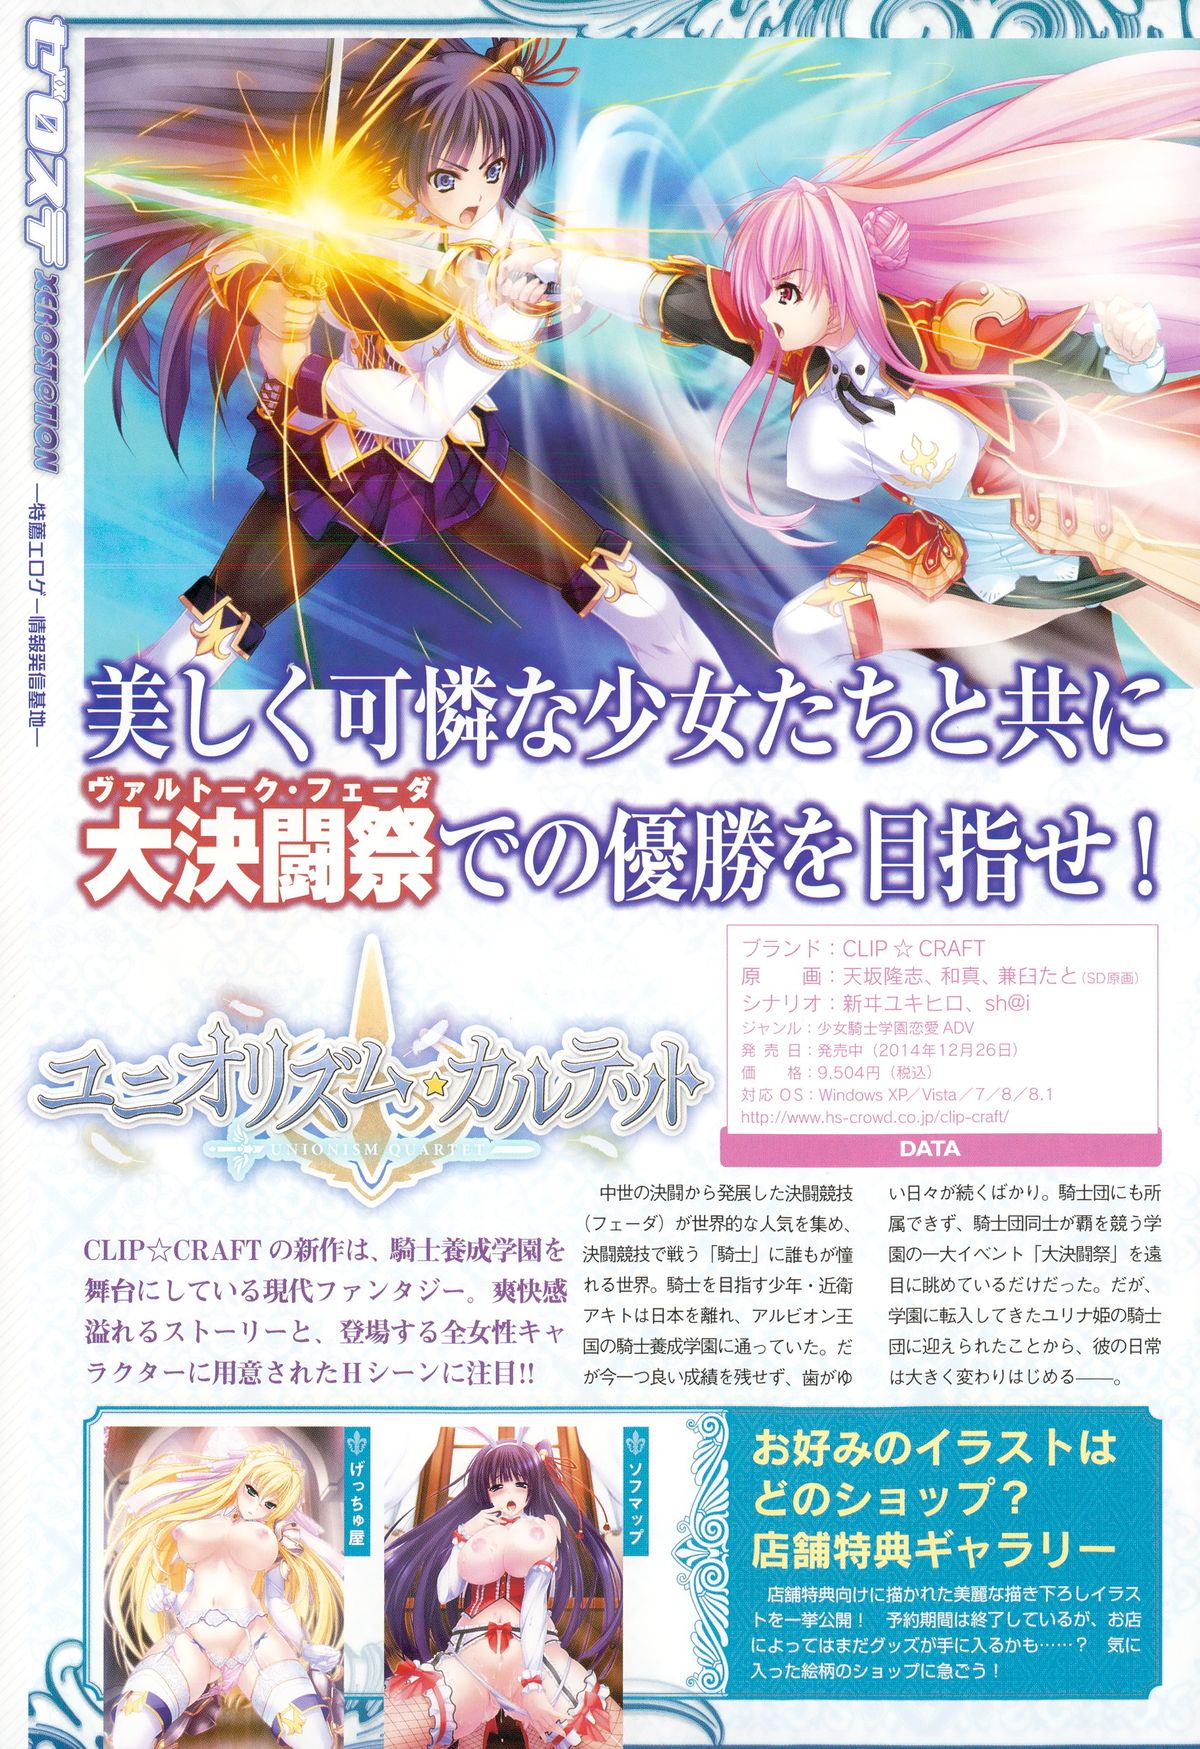 ゼロステ
XEROST@TION
―特薦エロゲー情報発信基地―
美しく可憐な少女たちと共に
ヴァルトーク・フェーダ
大決闘祭での優勝を目指せ！
ユニオリズム・カルテット
UNIONISM QUARTET
ブランド：CLIP☆CRAFT
原　画：天坂隆志、和真、兼臼たと（SD原画）
シナリオ：新ヰユキヒロ、sh@i
ジャンル：少女騎士学園恋愛ADV
発売日：発売中（2014年12月26日）
価　格：9,504円（税込）
対応OS：Windows XP／Vista／7／8／8.1
http://www.hs-crowd.co.jp/clip-craft/
DATA
CLIP☆CRAFTの新作は、騎士養成学園を
舞台にしている現代ファンタジー。爽快感
溢れるストーリーと、登場する全女性キャ
ラクターに用意されたHシーンに注目!!
中世の決闘から発展した決闘競技
（フェーダ）が世界的な人気を集め、
決闘競技で戦う「騎士」に誰もが憧
れる世界。騎士を目指す少年・近衛
アキトは日本を離れ、アルビオン王
国の騎士養成学園に通っていた。だ
が今一つ良い成績を残せず、歯がゆ
い日々が続くばかり。騎士団にも所
属できず、騎士団同士が覇を競う学
園の一大イベント「大決闘祭」を遠
目に眺めているだけだった。だが、
学園に転入してきたユリナ姫の騎士
団に迎えられたことから、彼の日常
は大きく変わりはじめる――。
げっちゅ屋
ソフマップ
お好みのイラストは
どのショップ？
店舗特典ギャラリー
店舗特典向けに描かれた美麗な描き下ろしイラス
トを一挙公開！　予約期間は終了しているが、お店
によってはまだグッズが手に入るかも……？　気に
入った絵柄のショップに急ごう！